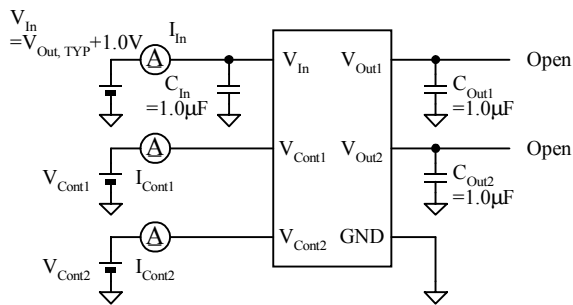 V_In
=V_Out, TYP+1.0V
I_In
A
C_In
=1.0µF
V_In
V_Out1
Open
C_Out1
=1.0µF
A
V_Cont1
I_Cont1
V_Cont1
V_Out2
Open
C_Out2
=1.0µF
A
V_Cont2
I_Cont2
V_Cont2
GND